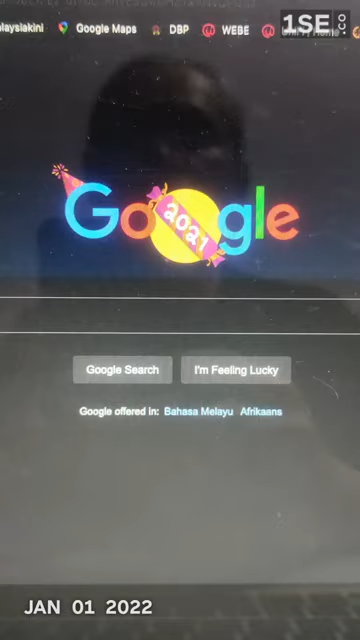 laysiakini Google Maps DBP WEBE
1SE.CO
Google
2021
Google Search I'm Feeling Lucky
Google offered in: Bahasa Melayu Afrikaans
JAN 01 2022